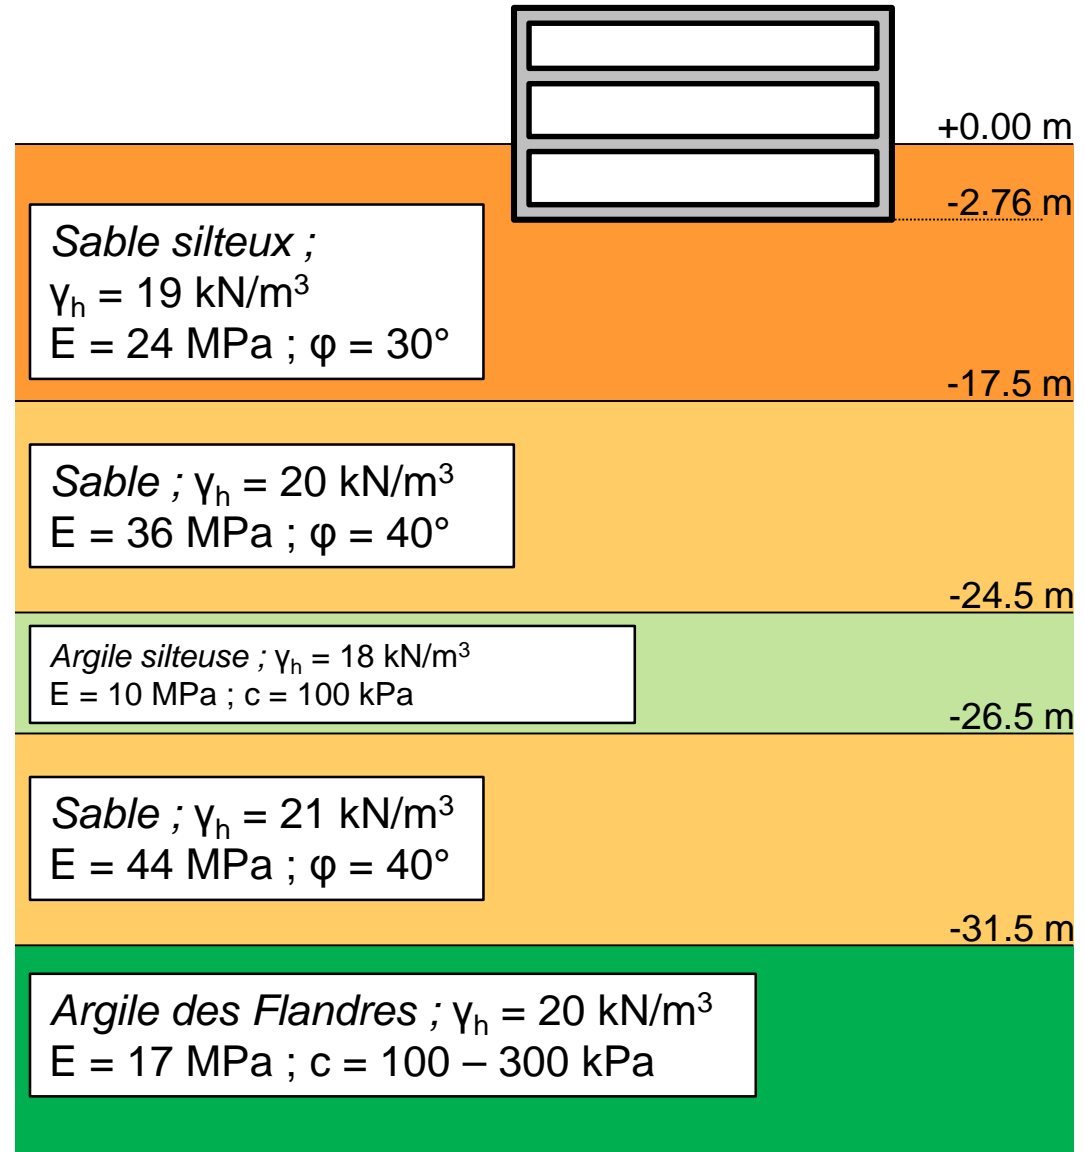 +0.00 m
-2.76 m
Sable silteux ;
γh = 19 kN/m³
E = 24 MPa ; φ = 30°
-17.5 m
Sable ; γh = 20 kN/m³
E = 36 MPa ; φ = 40°
-24.5 m
Argile silteuse ; γh = 18 kN/m³
E = 10 MPa ; c = 100 kPa
-26.5 m
Sable ; γh = 21 kN/m³
E = 44 MPa ; φ = 40°
-31.5 m
Argile des Flandres ; γh = 20 kN/m³
E = 17 MPa ; c = 100 – 300 kPa